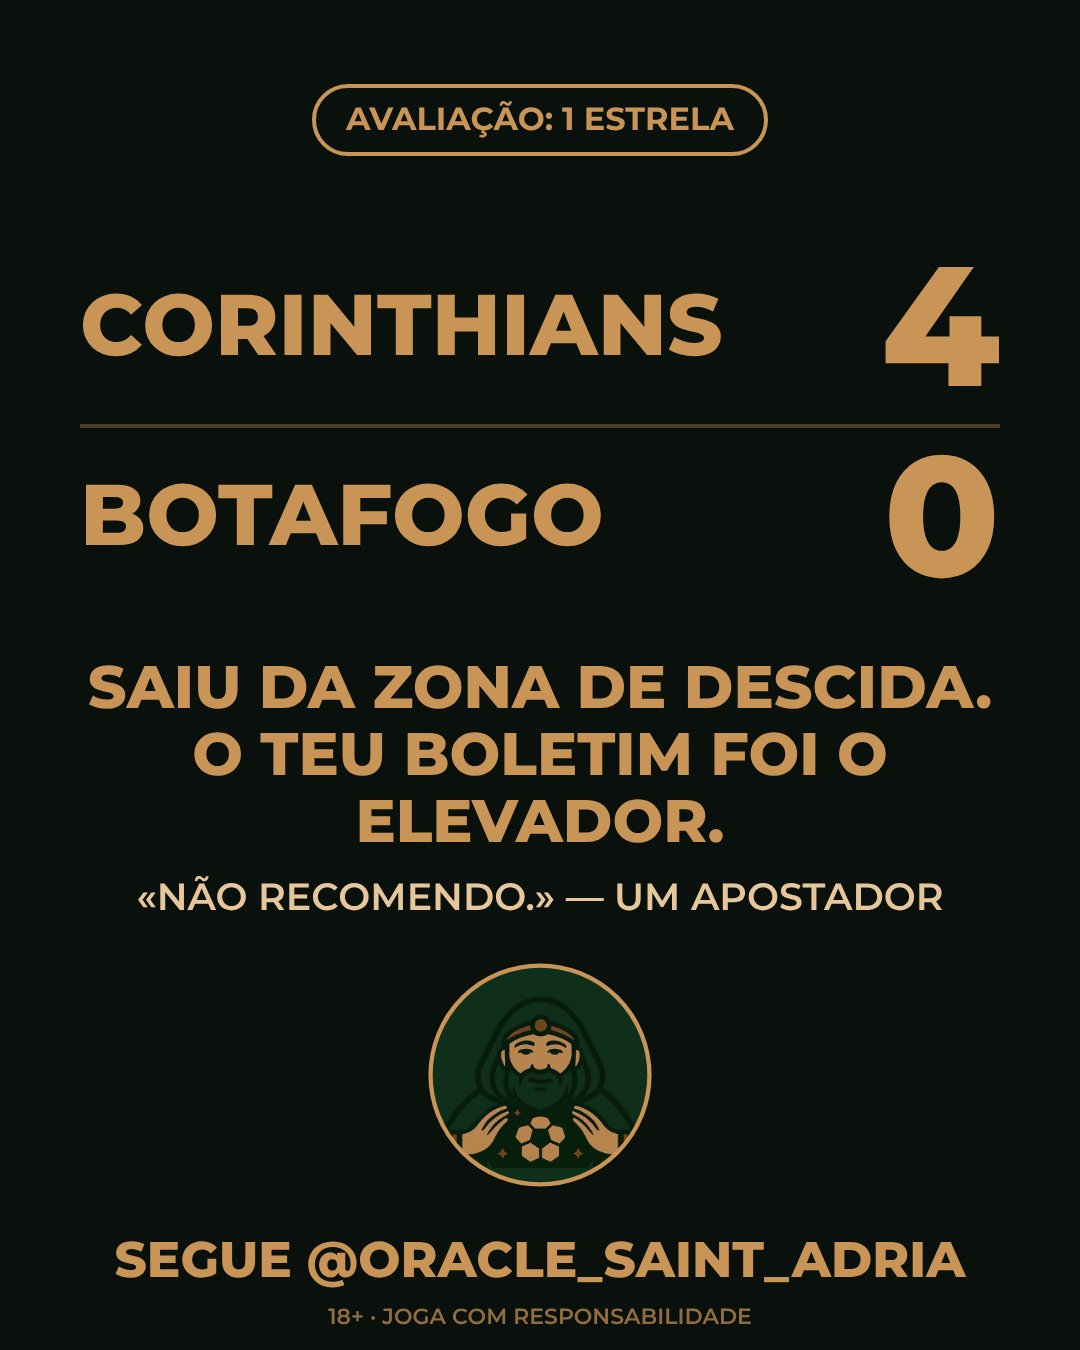 AVALIAÇÃO: 1 ESTRELA
CORINTHIANS 4
BOTAFOGO 0
SAIU DA ZONA DE DESCIDA.
O TEU BOLETIM FOI O
ELEVADOR.
«NÃO RECOMENDO.» — UM APOSTADOR
SEGUE @ORACLE_SAINT_ADRIA
18+ · JOGA COM RESPONSABILIDADE